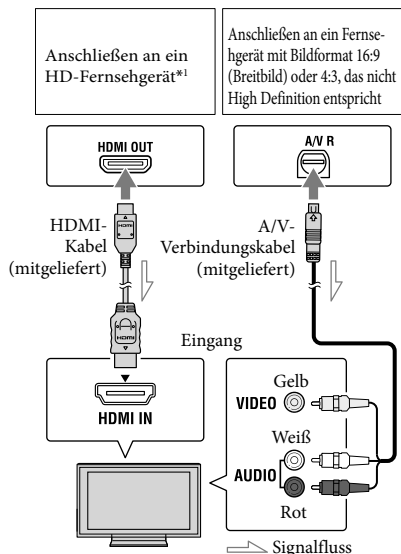 Anschließen an ein
HD-Fernsehgerät*1
Anschließen an ein Fernse-
hgerät mit Bildformat 16:9
(Breitbild) oder 4:3, das nicht
High Definition entspricht
HDMI OUT
A/V R
HDMI-
Kabel
(mitgeliefert)
A/V-
Verbindungskabel
(mitgeliefert)
HDMI
HDMI
Eingang
HDMI IN
Gelb
VIDEO
Weiß
AUDIO
Rot
Signalfluss